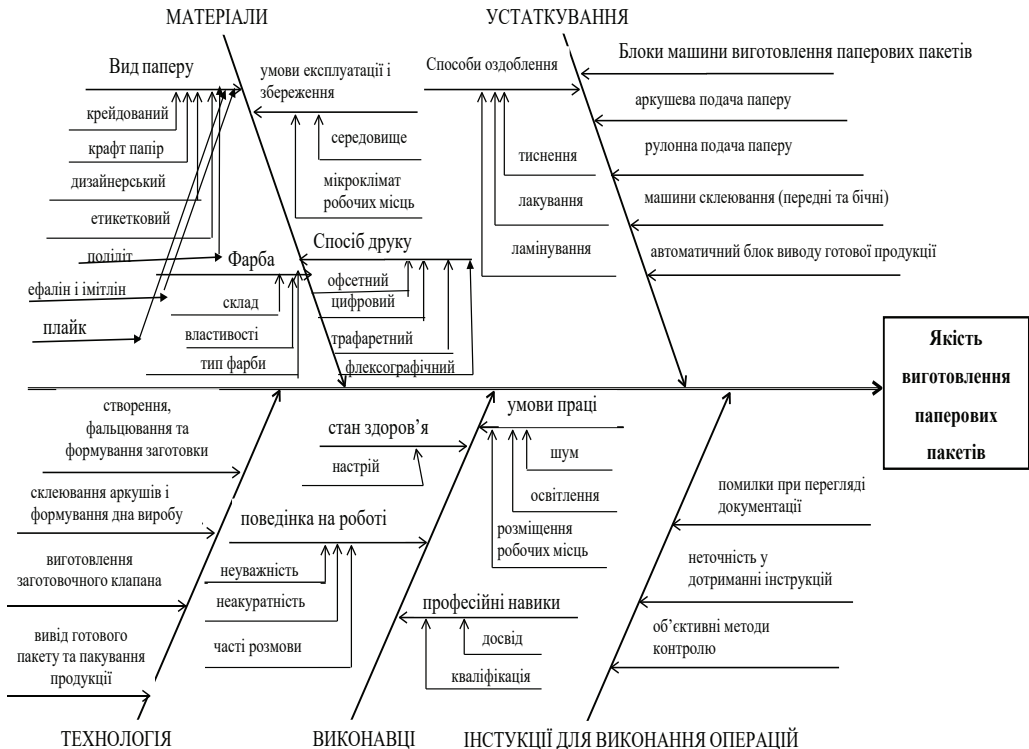 МАТЕРІАЛИ
УСТАТКУВАННЯ
Вид паперу
крейдований
крафт папір
дизайнерський
етикетковий
поліліт
ефалін і імітлін
плайк
умови експлуатації і
збереження
середовище
мікроклімат
робочих місць
Фарба
склад
властивості
тип фарби
Спосіб друку
офсетний
цифровий
трафаретний
флексографічний
Способи оздоблення
тиснення
лакування
ламінування
Блоки машини виготовлення паперових пакетів
аркушева подача паперу
рулонна подача паперу
машини склеювання (передні та бічні)
автоматичний блок виводу готової продукції
Якість
виготовлення
паперових
пакетів
створення,
фальцювання та
формування заготовки
склеювання аркушів і
формування дна виробу
виготовлення
заготовочного клапана
вивід готового
пакету та пакування
продукції
стан здоров’я
настрій
поведінка на роботі
неуважність
неакуратність
часті розмови
умови праці
шум
освітлення
розміщення
робочих місць
професійні навики
досвід
кваліфікація
помилки при перегляді
документації
неточність у
дотриманні інструкцій
об’єктивні методи
контролю
ТЕХНОЛОГІЯ
ВИКОНАВЦІ
ІНСТУКЦІЇ ДЛЯ ВИКОНАННЯ ОПЕРАЦІЙ